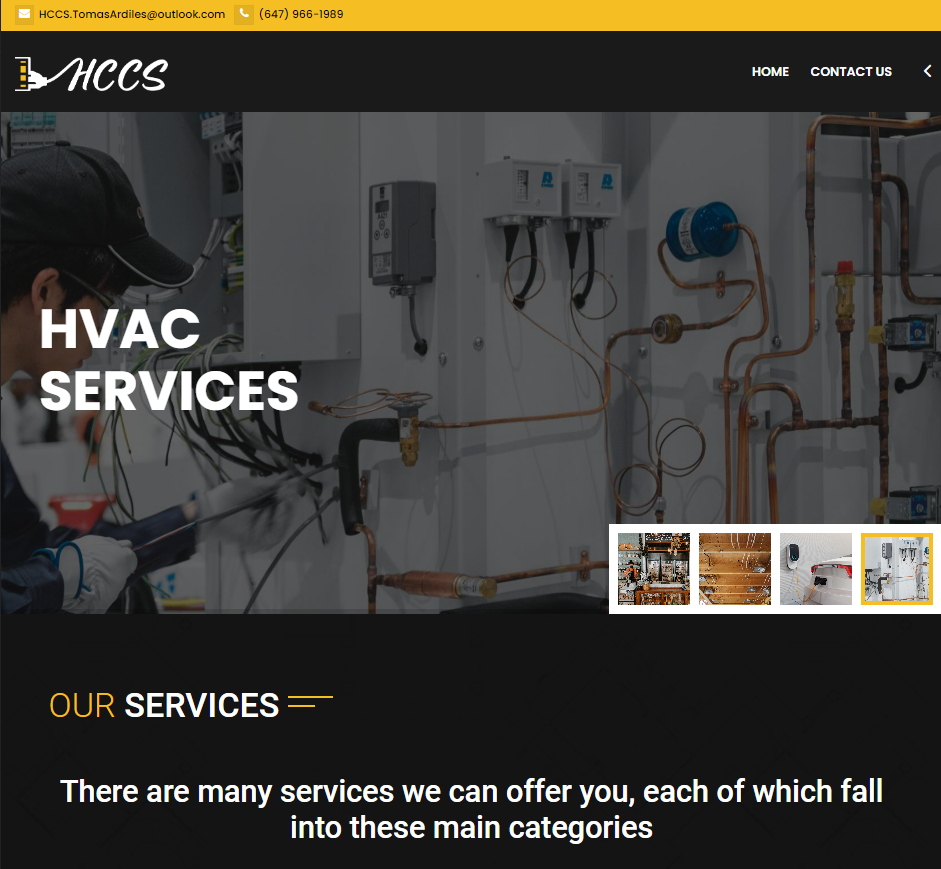 HCCS.TomasArdiles@outlook.com (647) 966-1989
HCCS
HOME CONTACT US
HVAC
SERVICES
OUR SERVICES
There are many services we can offer you, each of which fall
into these main categories